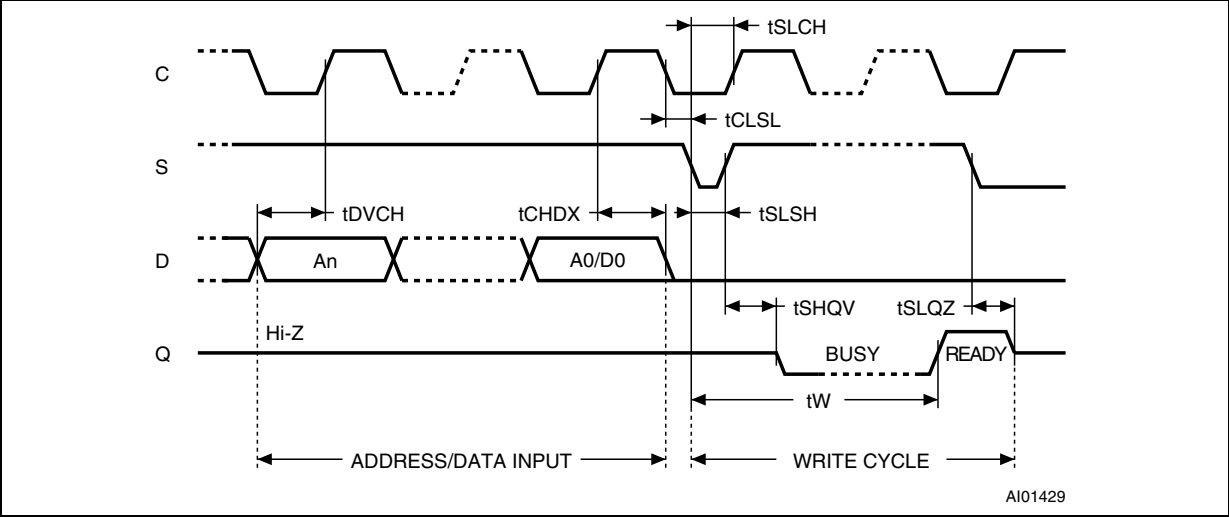 tSLCH
C
tCLSL
S
tDVCH
tCHDX
tSLSH
D
An
A0/D0
tSHQV
tSLQZ
Hi-Z
Q
BUSY
READY
tW
ADDRESS/DATA INPUT
WRITE CYCLE
AI01429